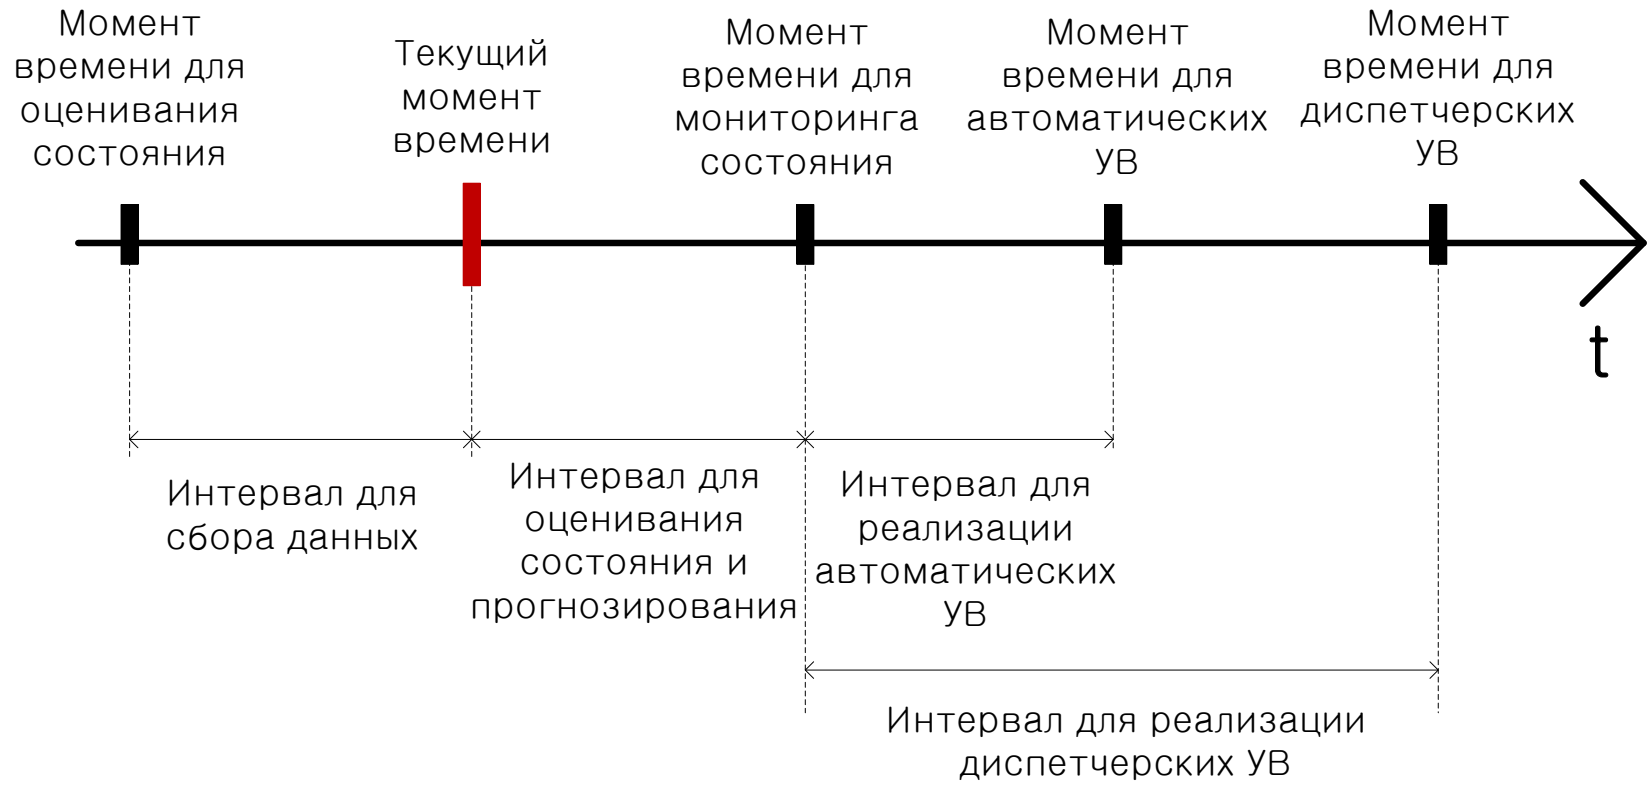 Момент
времени для
оценивания
состояния
Текущий
момент
времени
Момент
времени для
мониторинга
состояния
Момент
времени для
автоматических
УВ
Момент
времени для
диспетчерских
УВ
t
Интервал для
сбора данных
Интервал для
оценивания
состояния и
прогнозирования
Интервал для
реализации
автоматических
УВ
Интервал для реализации
диспетчерских УВ